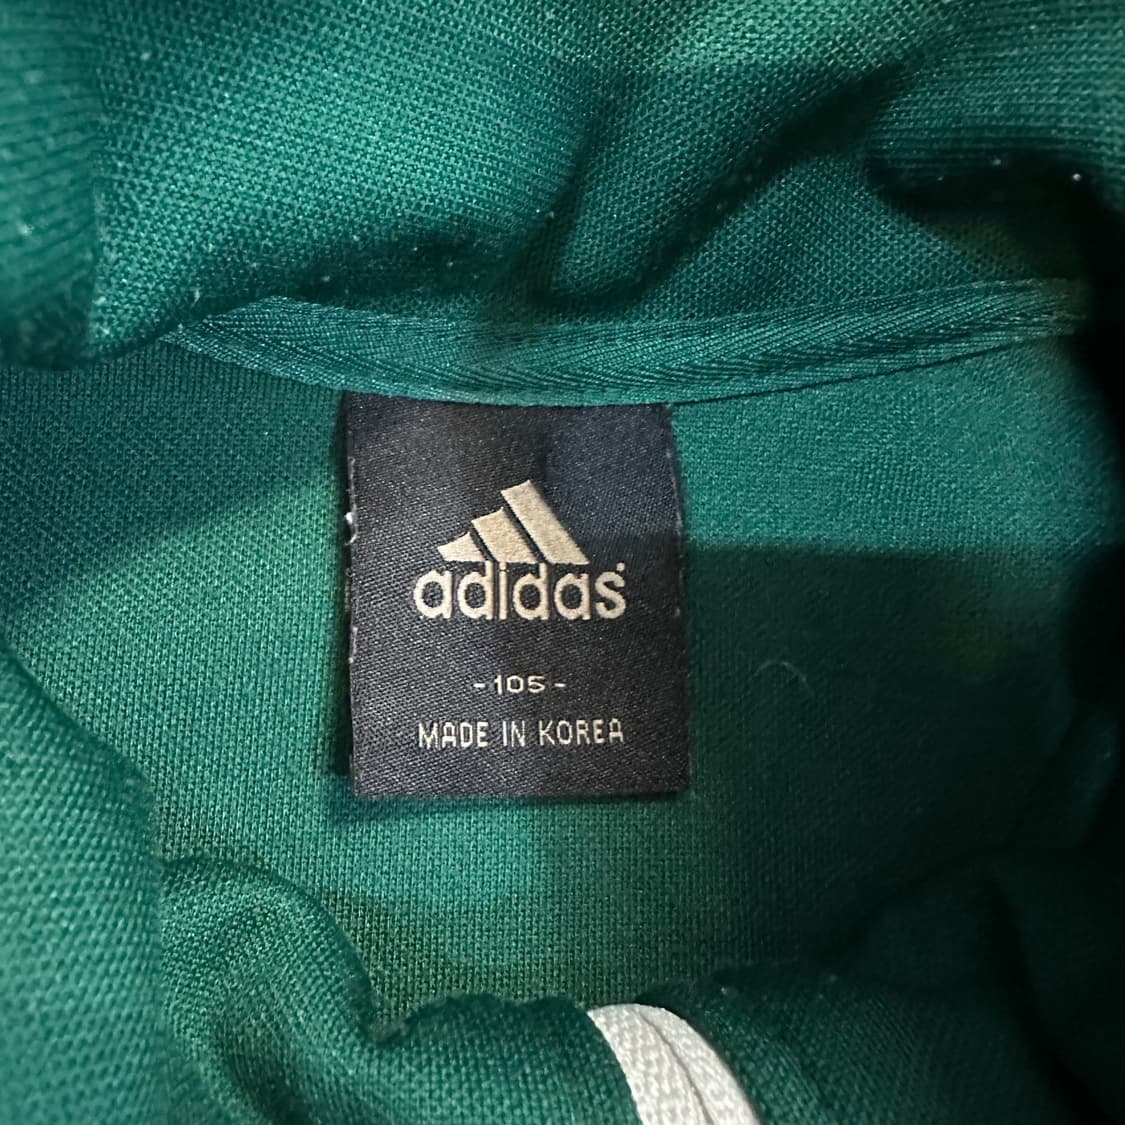 adidas
-105-
MADE IN KOREA